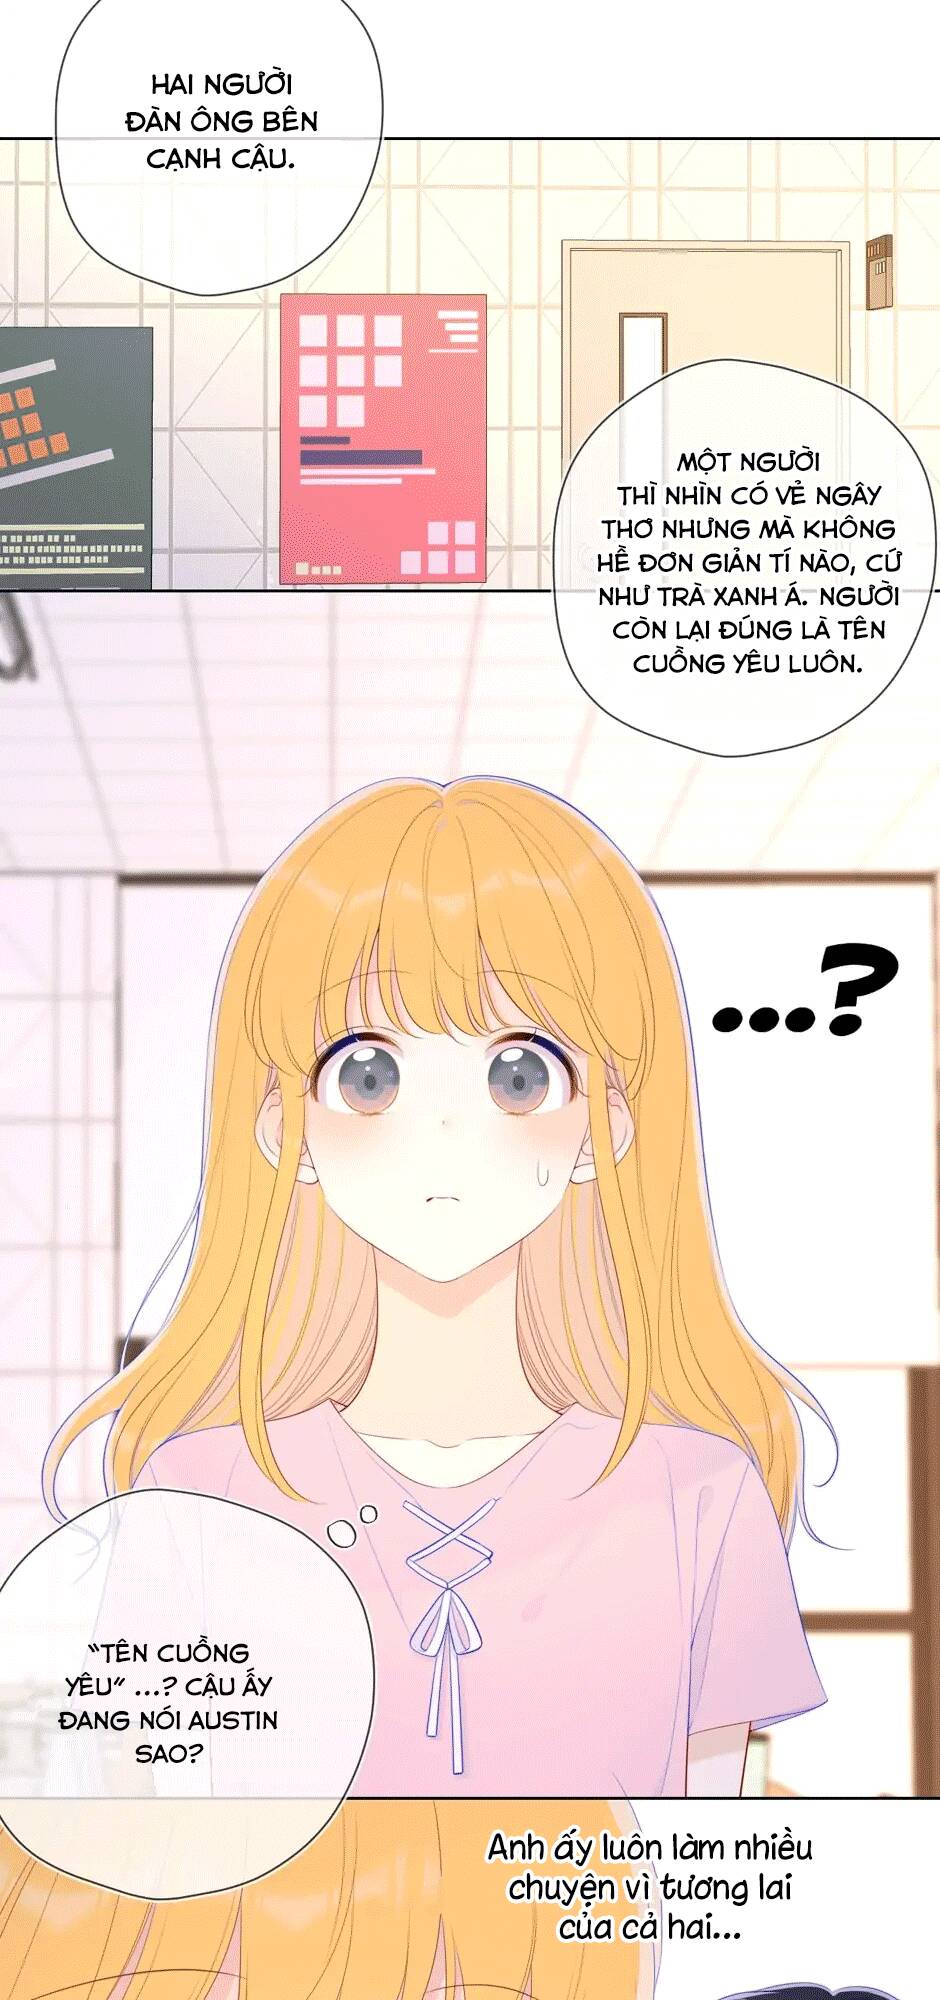 HAI NGƯỜI
ĐÀN ÔNG BÊN
CẠNH CẬU.
MỘT NGƯỜI
THÌ NHÌN CÓ VẺ NGÂY
THƠ NHƯNG MÀ KHÔNG
HỀ ĐƠN GIẢN TÍ NÀO, CỨ
NHƯ TRÀ XANH Á. NGƯỜI
CÒN LẠI ĐÚNG LÀ TÊN
CUỒNG YÊU LUÔN.
...?
"TÊN CUỒNG
YÊU" ...? CẬU ẤY
ĐANG NÓI AUSTIN
SAO?
Anh ấy luôn làm nhiều
chuyện vì tương lai
của cả hai...